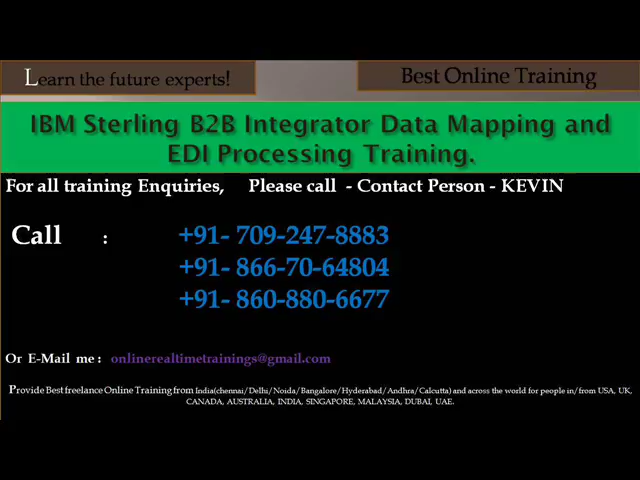 Learn the future experts!
Best Online Training
IBM Sterling B2B Integrator Data Mapping and
EDI Processing Training.
For all training Enquiries, Please call - Contact Person - KEVIN
Call : +91- 709-247-8883
+91- 866-70-64804
+91- 860-880-6677
Or E-Mail me : onlinerealtimetrainings@gmail.com
Provide Best freelance Online Training from India(chennai/Delhi/Noida/Bangalore/Hyderabad/Andhra/Calcutta) and across the world for people in/from USA, UK,
CANADA, AUSTRALIA, INDIA, SINGAPORE, MALAYSIA, DUBAI, UAE.